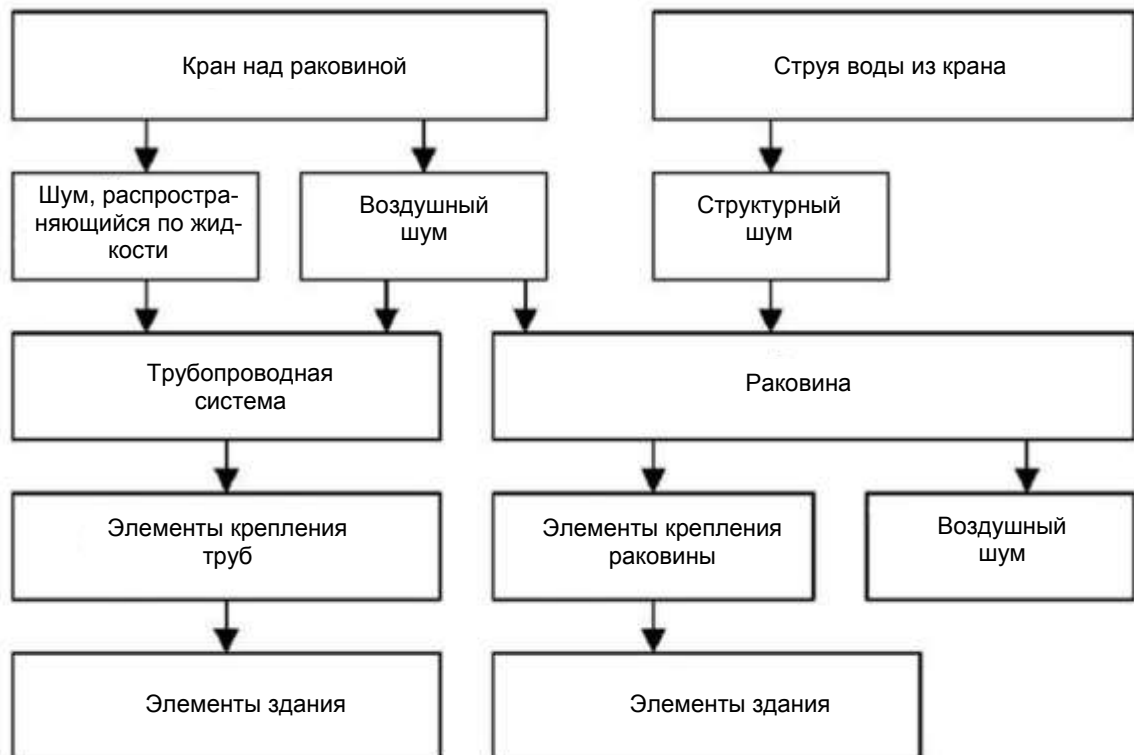 Кран над раковиной
Струя воды из крана
Шум, распростра-
няющийся по жид-
кости
Воздушный
шум
Структурный
шум
Трубопроводная
система
Раковина
Элементы крепления
труб
Элементы крепления
раковины
Воздушный
шум
Элементы здания
Элементы здания